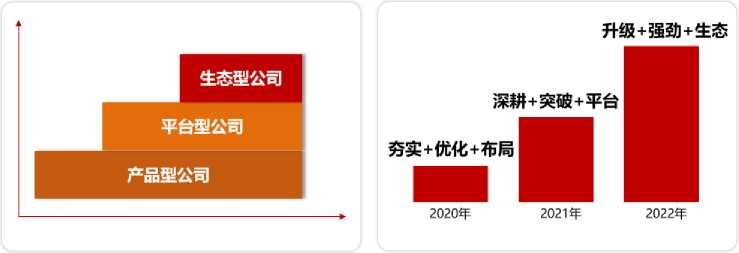 生态型公司
平台型公司
产品型公司
升级+强劲+生态
深耕+突破+平台
夯实+优化+布局
2020年
2021年
2022年